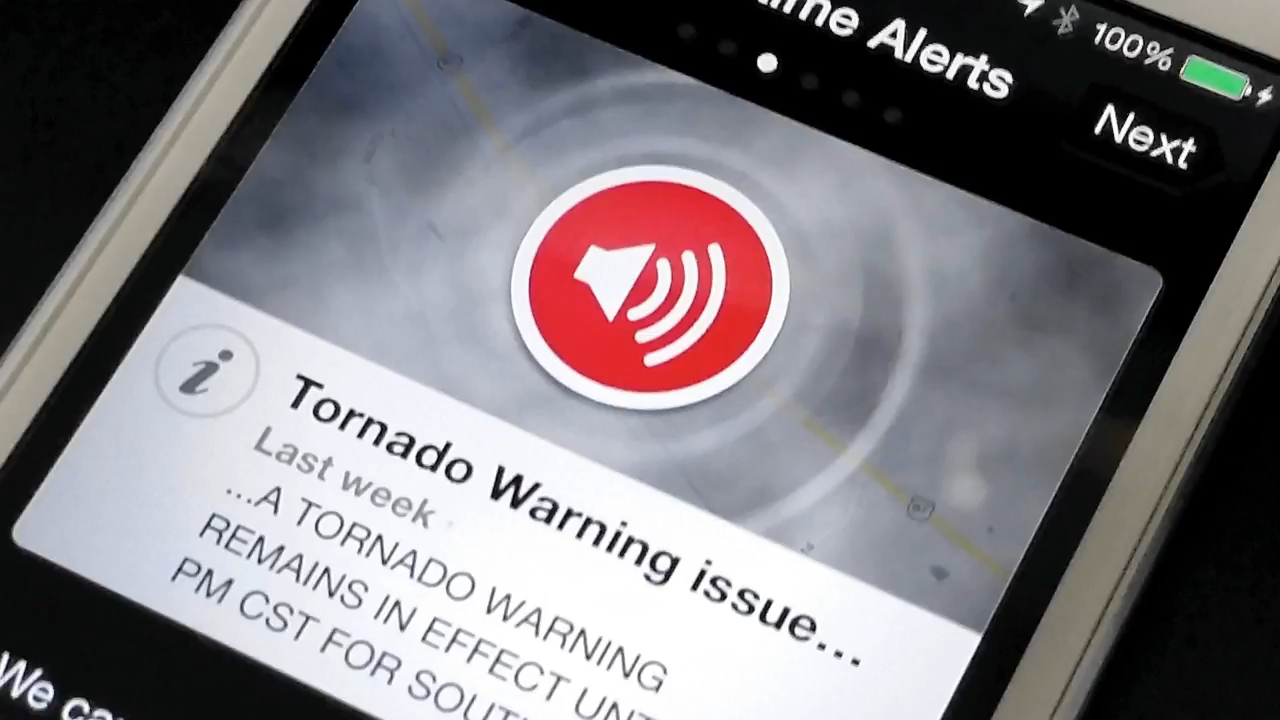 Alerts
100%
Next
i
Tornado Warning issue...
Last week
...A TORNADO WARNING
REMAINS IN EFFECT
PM CST FOR
We